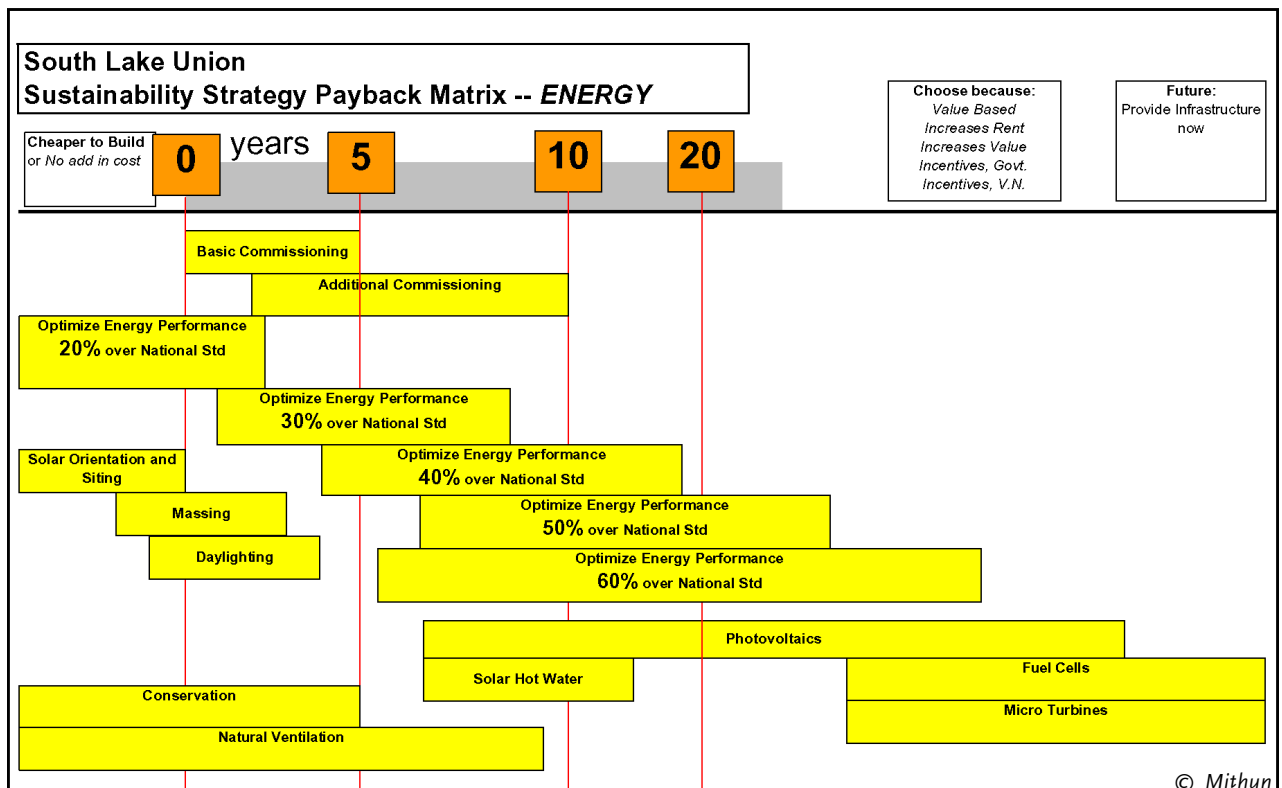 South Lake Union
Sustainability Strategy Payback Matrix -- ENERGY
Choose because:
Value Based
Increases Rent
Increases Value
Incentives, Govt.
Incentives, V.N.
Future:
Provide Infrastructure
now
Cheaper to Build
or No add in cost
0 years 5 10 20
Basic Commissioning
Additional Commissioning
Optimize Energy Performance
20% over National Std
Optimize Energy Performance
30% over National Std
Solar Orientation and
Siting
Optimize Energy Performance
40% over National Std
Massing
Optimize Energy Performance
50% over National Std
Daylighting
Optimize Energy Performance
60% over National Std
Photovoltaics
Solar Hot Water
Fuel Cells
Conservation
Micro Turbines
Natural Ventilation
© Mithun